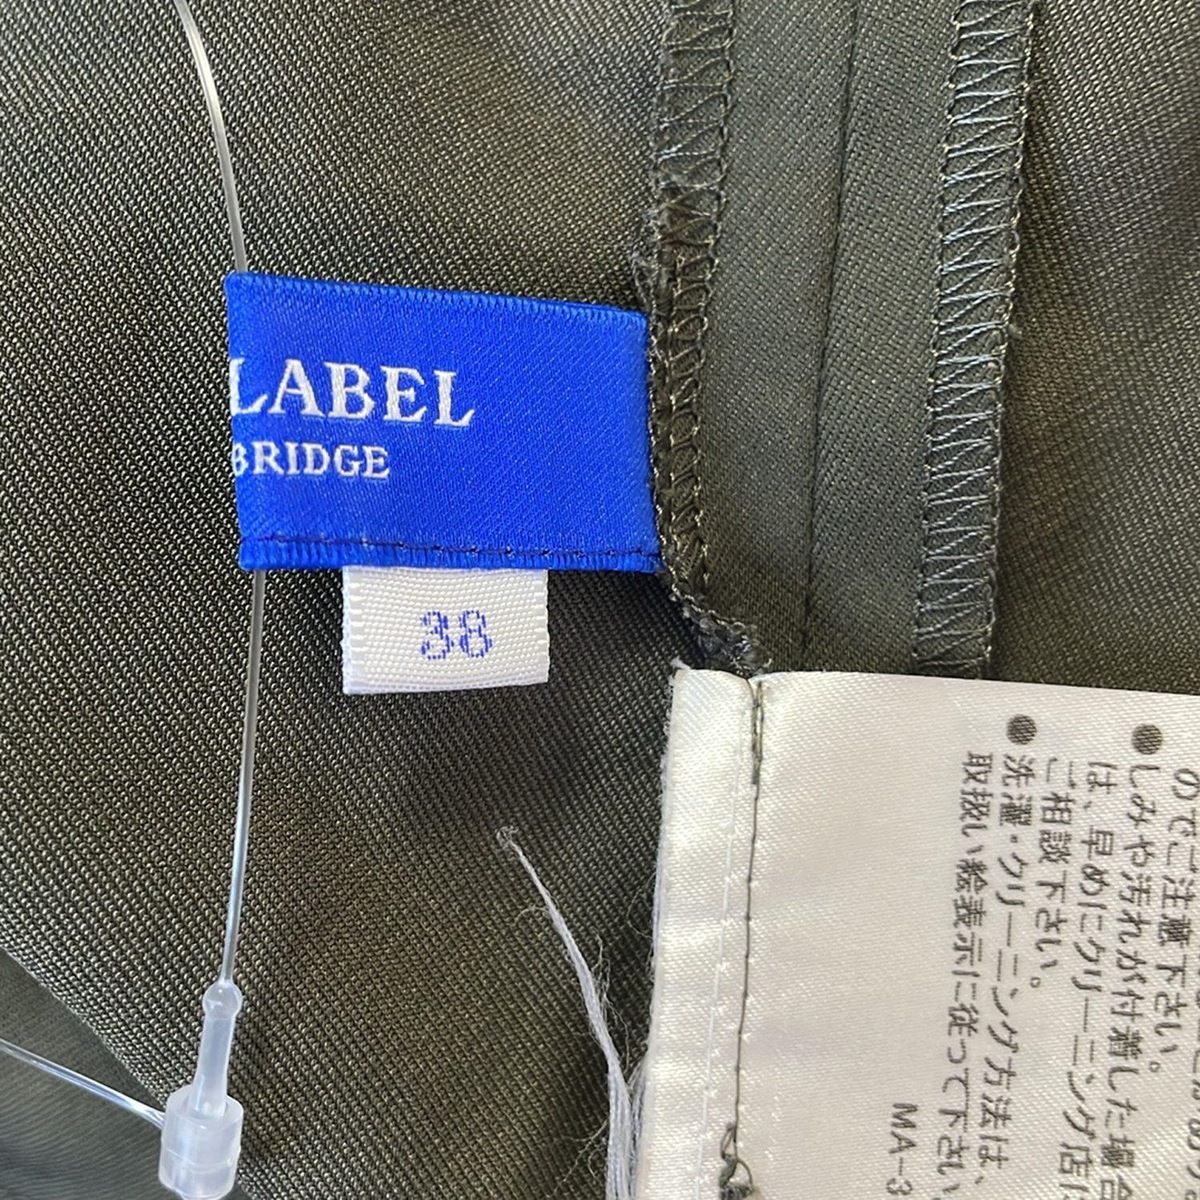 LABEL
BRIDGE
38
のでご注意下さい。
●しみや汚れが付着した場合
は、早めにクリーニング店に
ご相談下さい。
●洗濯・クリーニング方法は、
取扱い絵表示に従って下さい
MA-3